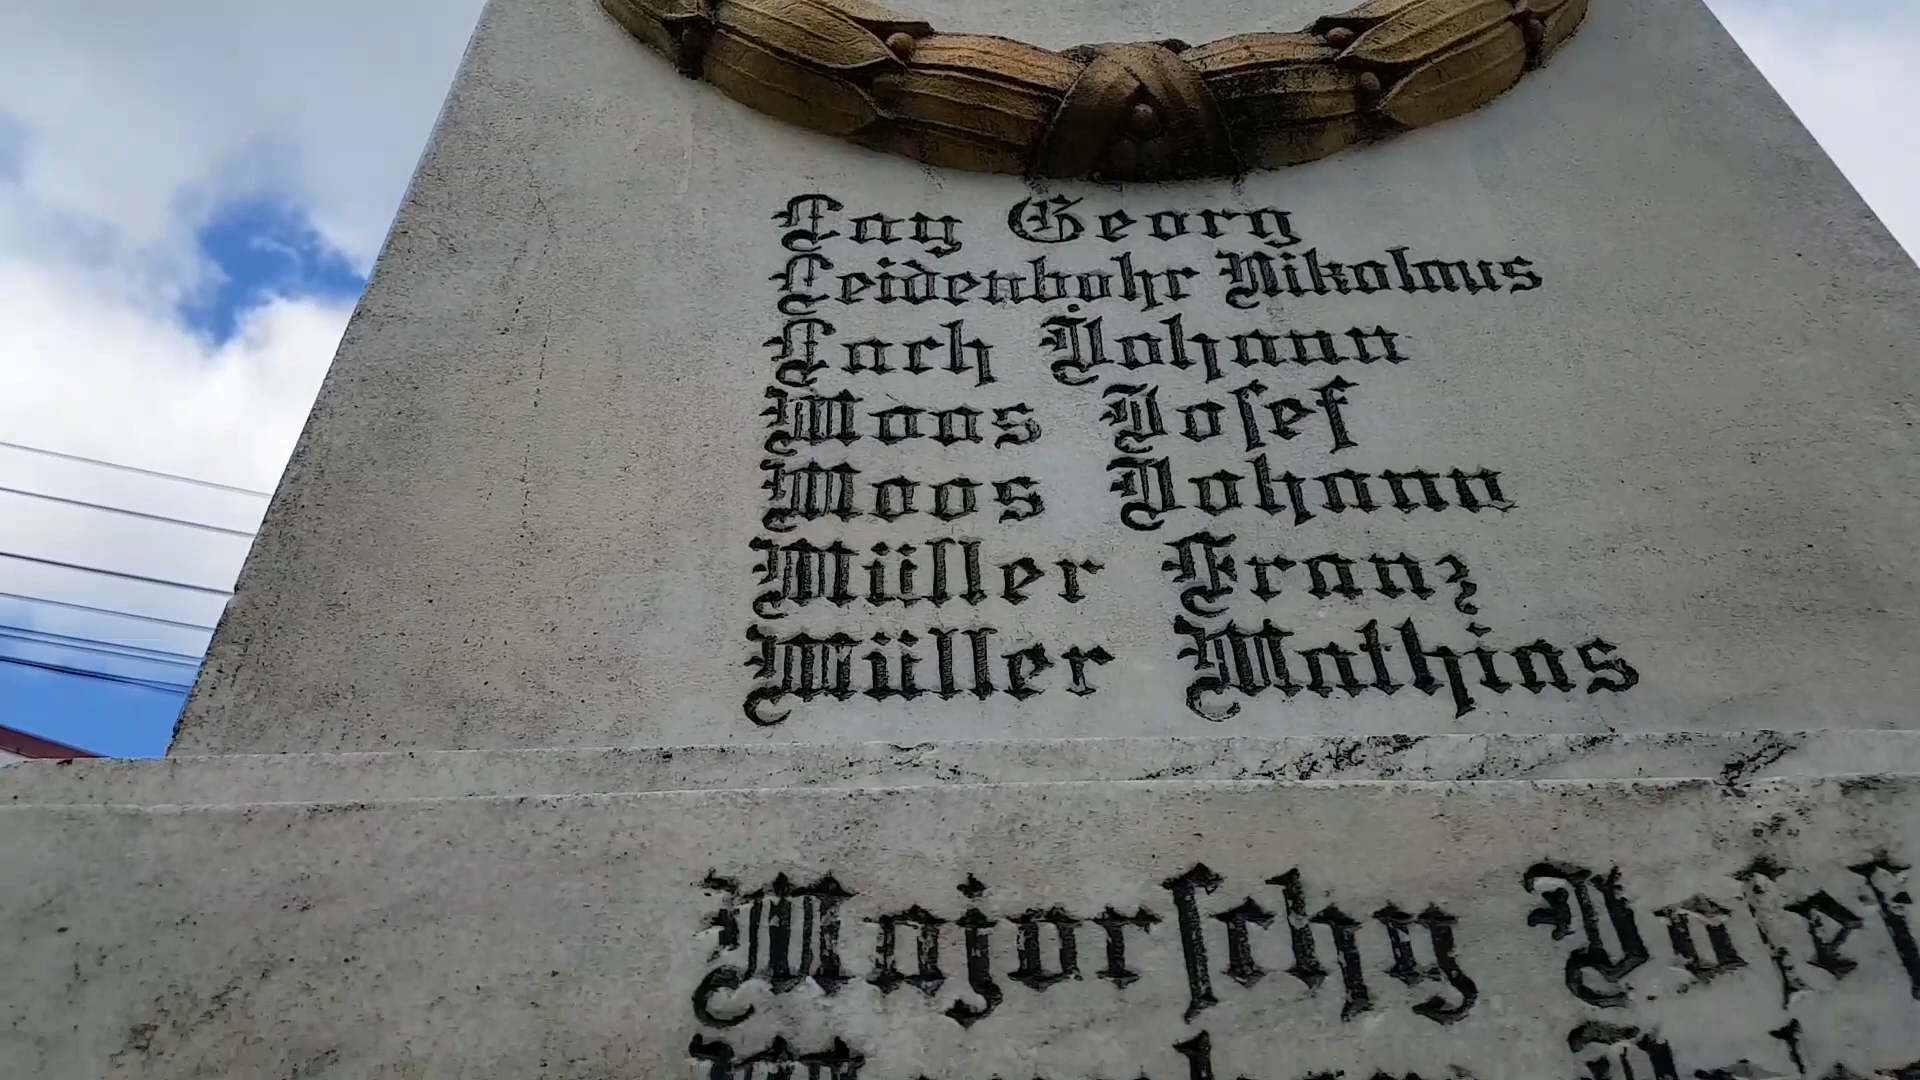 Lay Georg
Leidenbohr Nikolaus
Lach Johann
Moos Josef
Moos Johann
Müller Franz
Müller Mathias
Majorschy Josef